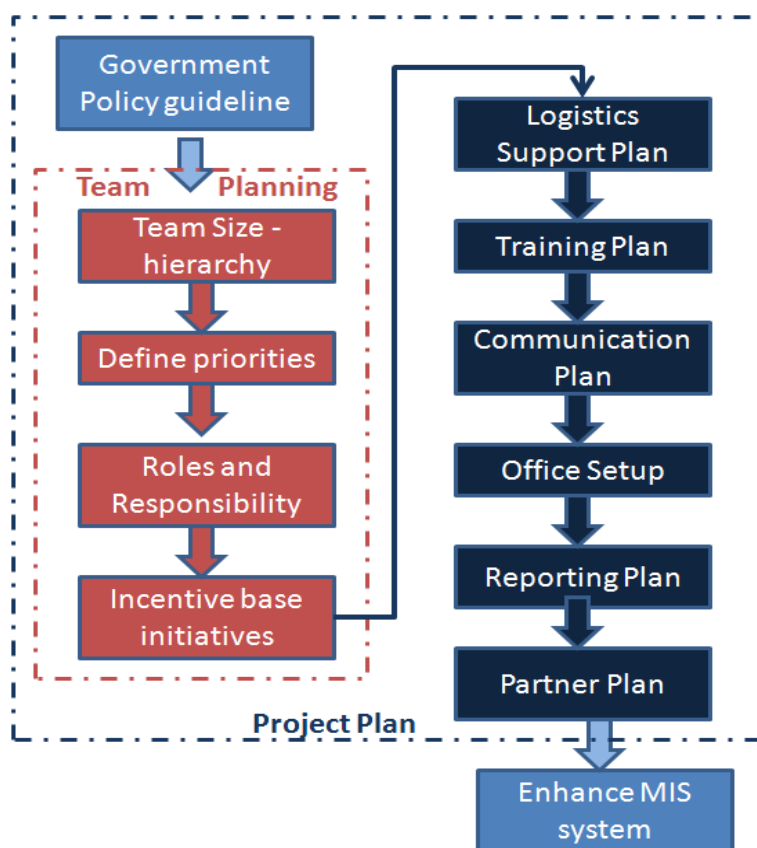 Government
Policy guideline
Team Planning
Team Size -
hierarchy
Define priorities
Roles and
Responsibility
Incentive base
initiatives
Logistics
Support Plan
Training Plan
Communication
Plan
Office Setup
Reporting Plan
Partner Plan
Project Plan
Enhance MIS
system